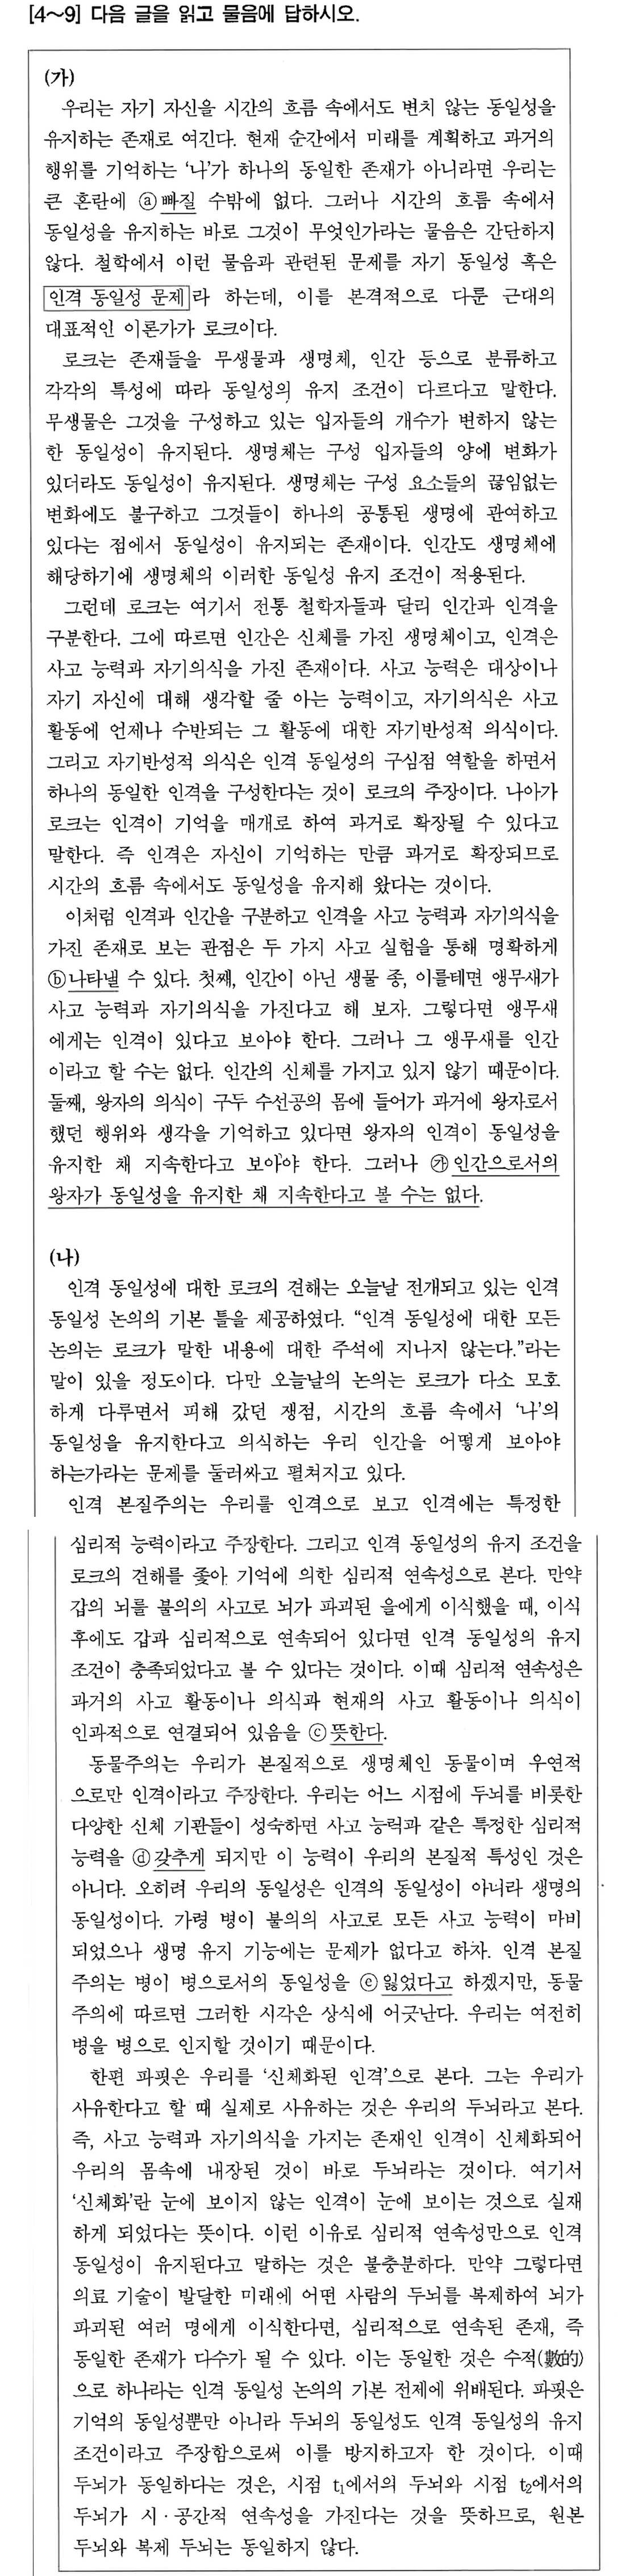 [4～9] 다음 글을 읽고 물음에 답하시오.
(가)
우리는 자기 자신을 시간의 흐름 속에서도 변치 않는 동일성을
유지하는 존재로 여긴다. 현재 순간에서 미래를 계획하고 과거의
행위를 기억하는 ‘나’가 하나의 동일한 존재가 아니라면 우리는
큰 혼란에 ⓐ빠질 수밖에 없다. 그러나 시간의 흐름 속에서
동일성을 유지하는 바로 그것이 무엇인가라는 물음은 간단하지
않다. 철학에서 이런 물음과 관련된 문제를 자기 동일성 혹은
인격 동일성 문제라 하는데, 이를 본격적으로 다룬 근대의
대표적인 이론가가 로크이다.
로크는 존재들을 무생물과 생명체, 인간 등으로 분류하고
각각의 특성에 따라 동일성의 유지 조건이 다르다고 말한다.
무생물은 그것을 구성하고 있는 입자들의 개수가 변하지 않는
한 동일성이 유지된다. 생명체는 구성 입자들의 양에 변화가
있더라도 동일성이 유지된다. 생명체는 구성 요소들의 끊임없는
변화에도 불구하고 그것들이 하나의 공통된 생명에 관여하고
있다는 점에서 동일성이 유지되는 존재이다. 인간도 생명체에
해당하기에 생명체의 이러한 동일성 유지 조건이 적용된다.
그런데 로크는 여기서 전통 철학자들과 달리 인간과 인격을
구분한다. 그에 따르면 인간은 신체를 가진 생명체이고, 인격은
사고 능력과 자기의식을 가진 존재이다. 사고 능력은 대상이나
자기 자신에 대해 생각할 줄 아는 능력이고, 자기의식은 사고
활동에 언제나 수반되는 그 활동에 대한 자기반성적 의식이다.
그리고 자기반성적 의식은 인격 동일성의 구심점 역할을 하면서
하나의 동일한 인격을 구성한다는 것이 로크의 주장이다. 나아가
로크는 인격이 기억을 매개로 하여 과거로 확장될 수 있다고
말한다. 즉 인격은 자신이 기억하는 만큼 과거로 확장되므로
시간의 흐름 속에서도 동일성을 유지해 왔다는 것이다.
이처럼 인격과 인간을 구분하고 인격을 사고 능력과 자기의식을
가진 존재로 보는 관점은 두 가지 사고 실험을 통해 명확하게
ⓑ나타낼 수 있다. 첫째, 인간이 아닌 생물 종, 이를테면 앵무새가
사고 능력과 자기의식을 가진다고 해 보자. 그렇다면 앵무새
에게는 인격이 있다고 보아야 한다. 그러나 그 앵무새를 인간
이라고 할 수는 없다. 인간의 신체를 가지고 있지 않기 때문이다.
둘째, 왕자의 의식이 구두 수선공의 몸에 들어가 과거에 왕자로서
했던 행위와 생각을 기억하고 있다면 왕자의 인격이 동일성을
유지한 채 지속한다고 보아야 한다. 그러나 ㉮인간으로서의
왕자가 동일성을 유지한 채 지속한다고 볼 수는 없다.
(나)
인격 동일성에 대한 로크의 견해는 오늘날 전개되고 있는 인격
동일성 논의의 기본 틀을 제공하였다. “인격 동일성에 대한 모든
논의는 로크가 말한 내용에 대한 주석에 지나지 않는다.”라는
말이 있을 정도이다. 다만 오늘날의 논의는 로크가 다소 모호
하게 다루면서 피해 갔던 쟁점, 시간의 흐름 속에서 ‘나’의
동일성을 유지한다고 의식하는 우리 인간을 어떻게 보아야
하는가라는 문제를 둘러싸고 펼쳐지고 있다.
인격 본질주의는 우리를 인격으로 보고 인격에는 특정한
심리적 능력이라고 주장한다. 그리고 인격 동일성의 유지 조건을
로크의 견해를 좇아 기억에 의한 심리적 연속성으로 본다. 만약
갑의 뇌를 불의의 사고로 뇌가 파괴된 을에게 이식했을 때, 이식
후에도 갑과 심리적으로 연속되어 있다면 인격 동일성의 유지
조건이 충족되었다고 볼 수 있다는 것이다. 이때 심리적 연속성은
과거의 사고 활동이나 의식과 현재의 사고 활동이나 의식이
인과적으로 연결되어 있음을 ⓒ뜻한다.
동물주의는 우리가 본질적으로 생명체인 동물이며 우연적
으로만 인격이라고 주장한다. 우리는 어느 시점에 두뇌를 비롯한
다양한 신체 기관들이 성숙하면 사고 능력과 같은 특정한 심리적
능력을 ⓓ갖추게 되지만 이 능력이 우리의 본질적 특성인 것은
아니다. 오히려 우리의 동일성은 인격의 동일성이 아니라 생명의
동일성이다. 가령 병이 불의의 사고로 모든 사고 능력이 마비
되었으나 생명 유지 기능에는 문제가 없다고 하자. 인격 본질
주의는 병이 병으로서의 동일성을 ⓔ잃었다고 하겠지만, 동물
주의에 따르면 그러한 시각은 상식에 어긋난다. 우리는 여전히
병을 병으로 인지할 것이기 때문이다.
한편 파핏은 우리를 ‘신체화된 인격’으로 본다. 그는 우리가
사유한다고 할 때 실제로 사유하는 것은 우리의 두뇌라고 본다.
즉, 사고 능력과 자기의식을 가지는 존재인 인격이 신체화되어
우리의 몸속에 내장된 것이 바로 두뇌라는 것이다. 여기서
‘신체화’란 눈에 보이지 않는 인격이 눈에 보이는 것으로 실재
하게 되었다는 뜻이다. 이런 이유로 심리적 연속성만으로 인격
동일성이 유지된다고 말하는 것은 불충분하다. 만약 그렇다면
의료 기술이 발달한 미래에 어떤 사람의 두뇌를 복제하여 뇌가
파괴된 여러 명에게 이식한다면, 심리적으로 연속된 존재, 즉
동일한 존재가 다수가 될 수 있다. 이는 동일한 것은 수적(數的)
으로 하나라는 인격 동일성 논의의 기본 전제에 위배된다. 파핏은
기억의 동일성뿐만 아니라 두뇌의 동일성도 인격 동일성의 유지
조건이라고 주장함으로써 이를 방지하고자 한 것이다. 이때
두뇌가 동일하다는 것은, 시점 t₁에서의 두뇌와 시점 t₂에서의
두뇌가 시·공간적 연속성을 가진다는 것을 뜻하므로, 원본
두뇌와 복제 두뇌는 동일하지 않다.